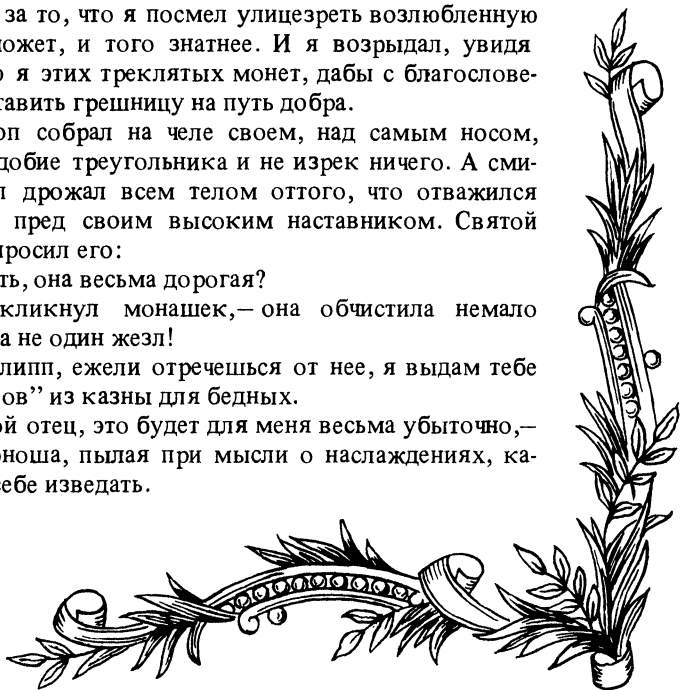 за то, что я посмел улицезреть возлюбленную
ожет, и того знатнее. И я возрыдал, увидя
о я этих треклятых монет, дабы с благослове-
тавить грешницу на путь добра.
оп собрал на челе своем, над самым носом,
добие треугольника и не изрек ничего. А сми-
л дрожал всем телом оттого, что отважился
пред своим высоким наставником. Святой
просил его:
ть, она весьма дорогая?
кликнул монашек,— она обчистила немало
а не один жезл!
липп, ежели отречешься от нее, я выдам тебе
ов” из казны для бедных.
ой отец, это будет для меня весьма убыточно,—
юноша, пылая при мысли о наслаждениях, ка-
ебе изведать.